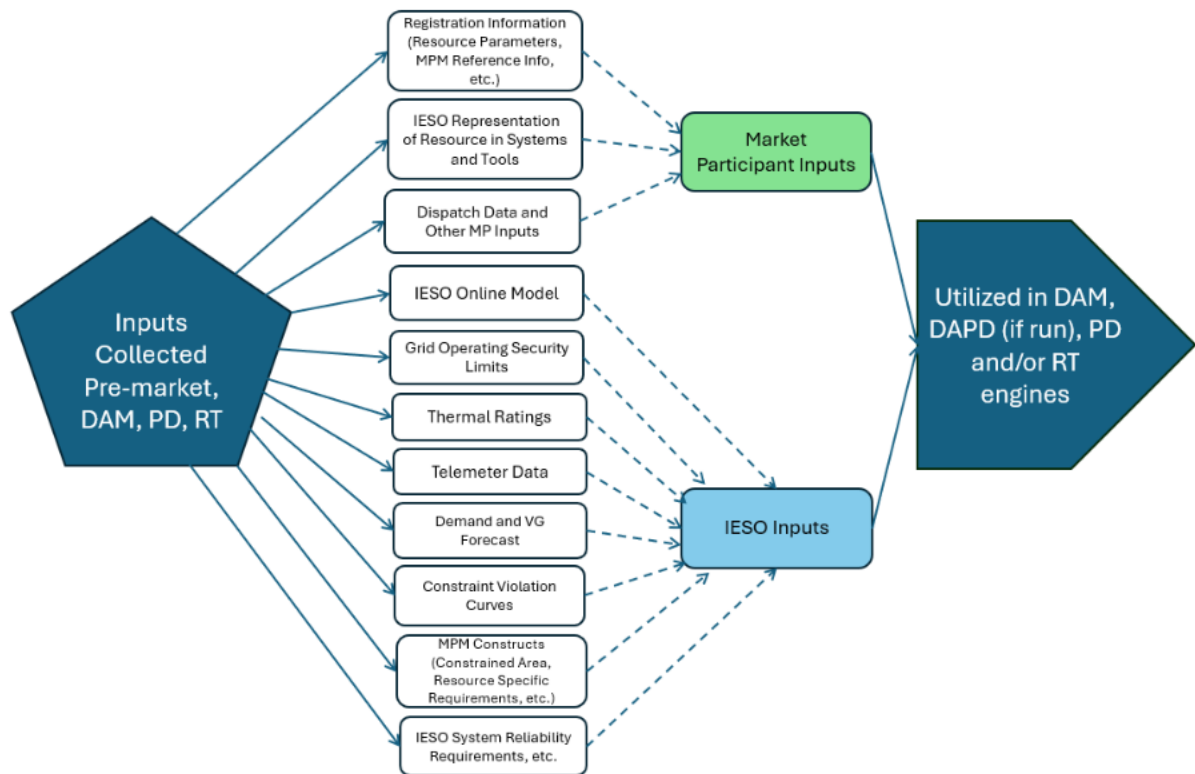 Inputs
Collected
Pre-market,
DAM, PD, RT
Registration Information
(Resource Parameters,
MPM Reference Info,
etc.)
IESO Representation
of Resource in Systems
and Tools
Dispatch Data and
Other MP Inputs
IESO Online Model
Grid Operating Security
Limits
Thermal Ratings
Telemeter Data
Demand and VG
Forecast
Constraint Violation
Curves
MPM Constructs
(Constrained Area,
Resource Specific
Requirements, etc.)
IESO System Reliability
Requirements, etc.
Market
Participant Inputs
IESO Inputs
Utilized in DAM,
DAPD (if run), PD
and/or RT
engines